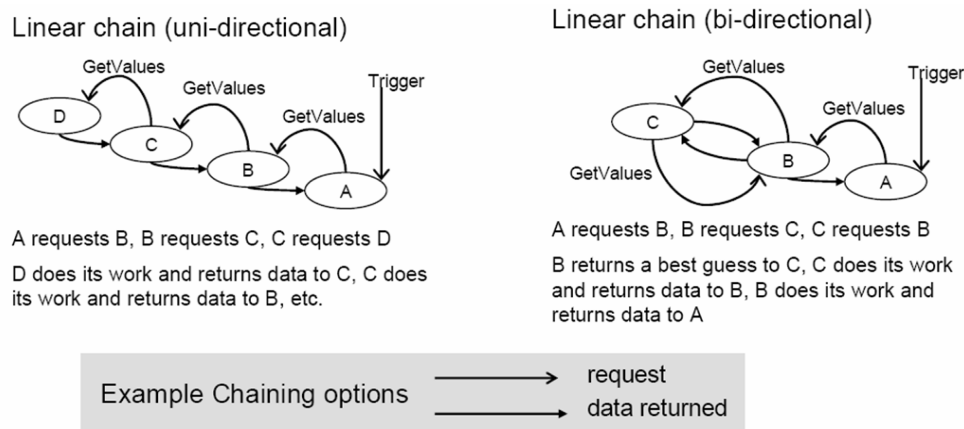 Linear chain (uni-directional)
GetValues
GetValues
GetValues
Trigger
D
C
B
A
A requests B, B requests C, C requests D
D does its work and returns data to C, C does
its work and returns data to B, etc.
Linear chain (bi-directional)
GetValues
Trigger
GetValues
C
B
A
GetValues
A requests B, B requests C, C requests B
B returns a best guess to C, C does its work
and returns data to B, B does its work and
returns data to A
Example Chaining options
request
data returned